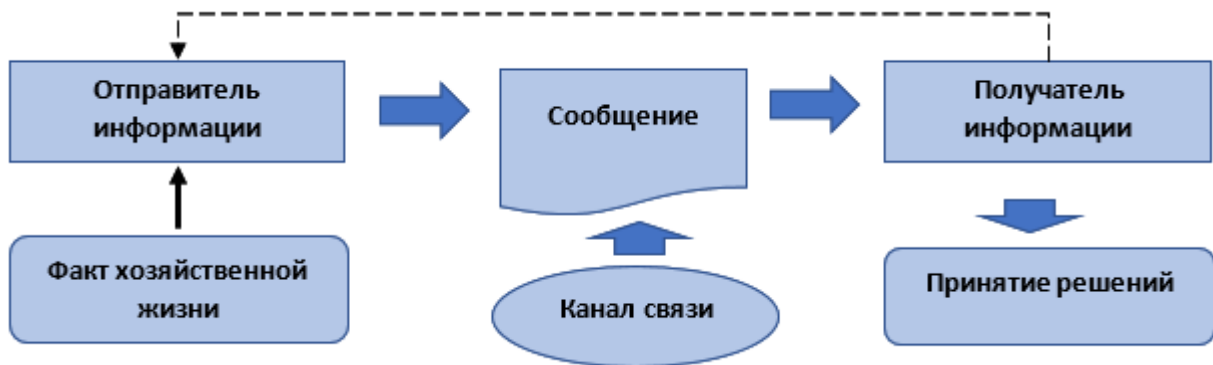 Отправитель
информации
Сообщение
Получатель
информации
Факт хозяйственной
жизни
Канал связи
Принятие решений